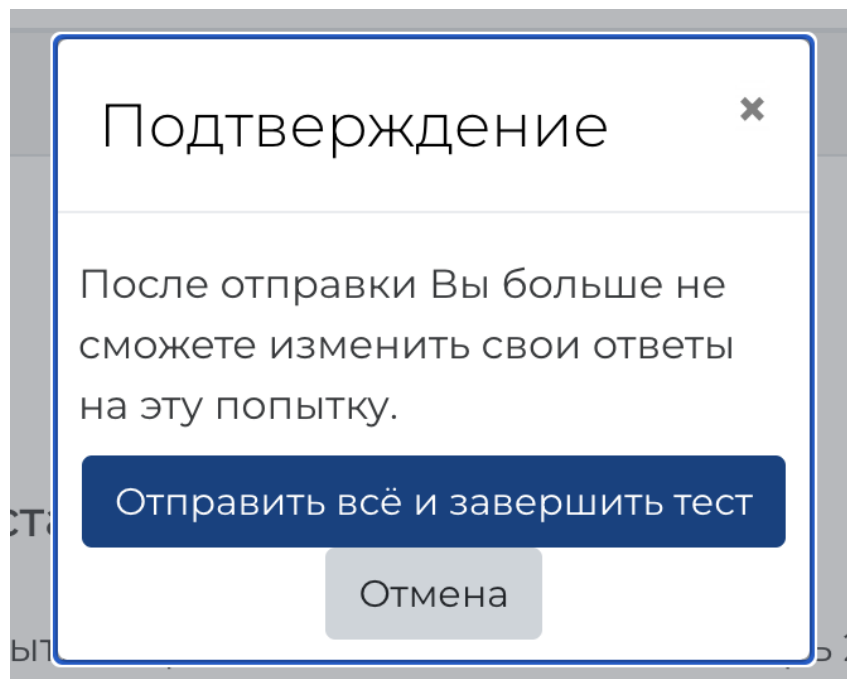 Подтверждение
После отправки Вы больше не
сможете изменить свои ответы
на эту попытку.
Отправить всё и завершить тест
Отмена